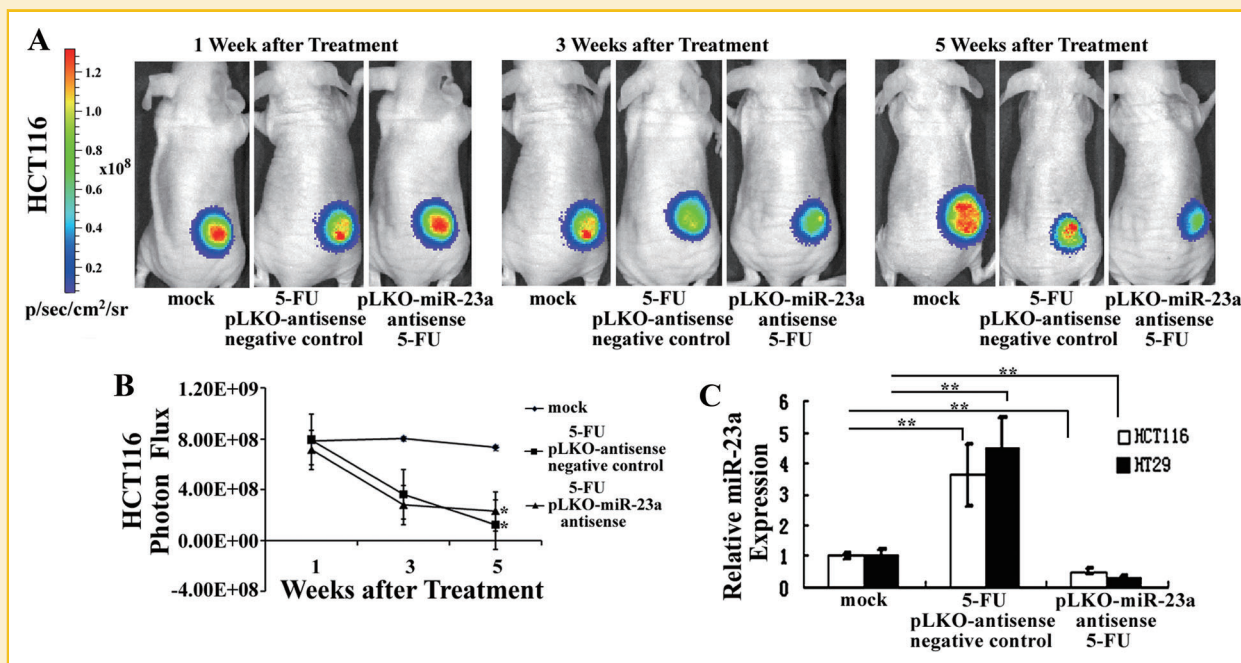 A
1 Week after Treatment
3 Weeks after Treatment
5 Weeks after Treatment
HCT116
1.2
1.0
x10⁸
0.8
0.6
0.4
0.2
p/sec/cm²/sr
mock
5-FU
pLKO-antisense
negative control
pLKO-miR-23a
antisense
5-FU
mock
5-FU
pLKO-antisense
negative control
pLKO-miR-23a
antisense
5-FU
mock
5-FU
pLKO-antisense
negative control
pLKO-miR-23a
antisense
5-FU
B
HCT116
Photon Flux
1.20E+09
8.00E+08
4.00E+08
0.00E+00
-4.00E+08
1
3
5
Weeks after Treatment
*
*
mock
5-FU
pLKO-antisense
negative control
5-FU
pLKO-miR-23a
antisense
C
Relative miR-23a
Expression
6
5
4
3
2
1
0
**
**
**
**
HCT116
HT29
mock
5-FU
pLKO-antisense
negative control
pLKO-miR-23a
antisense
5-FU